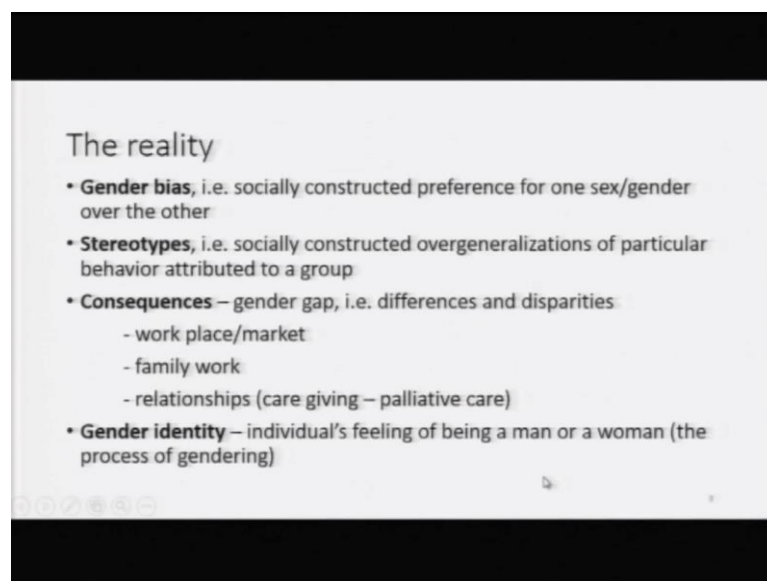 The reality
• Gender bias, i.e. socially constructed preference for one sex/gender
over the other
• Stereotypes, i.e. socially constructed overgeneralizations of particular
behavior attributed to a group
• Consequences – gender gap, i.e. differences and disparities
- work place/market
- family work
- relationships (care giving – palliative care)
• Gender identity – individual's feeling of being a man or a woman (the
process of gendering)